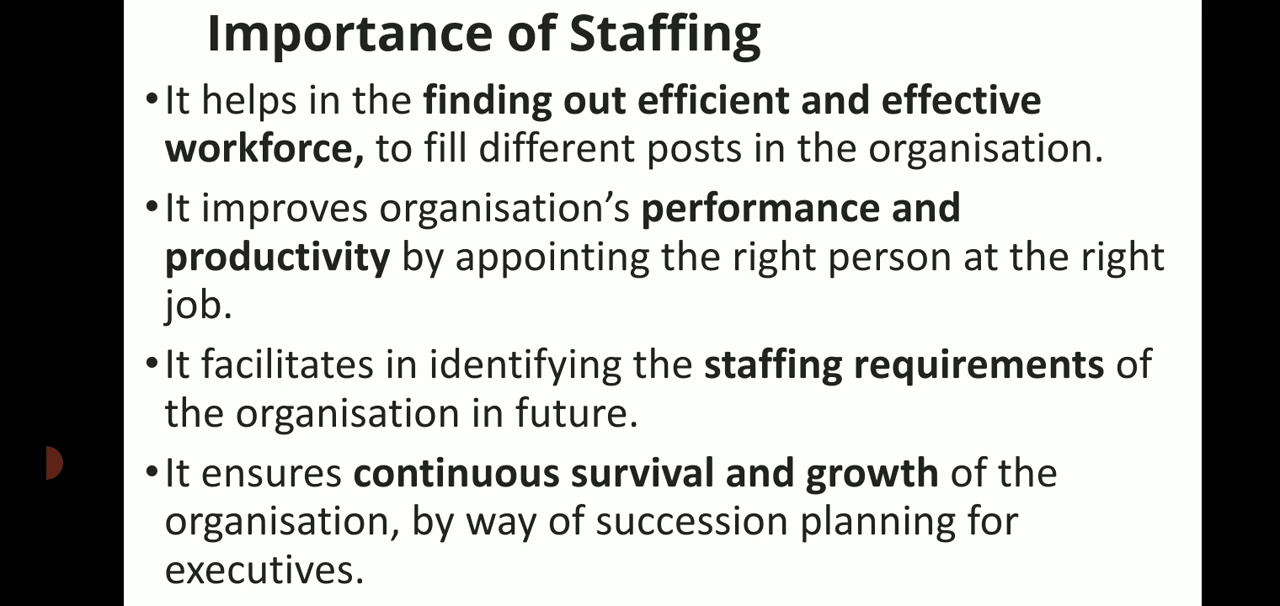 Importance of Staffing
•It helps in the finding out efficient and effective
workforce, to fill different posts in the organisation.
•It improves organisation’s performance and
productivity by appointing the right person at the right
job.
•It facilitates in identifying the staffing requirements of
the organisation in future.
•It ensures continuous survival and growth of the
organisation, by way of succession planning for
executives.